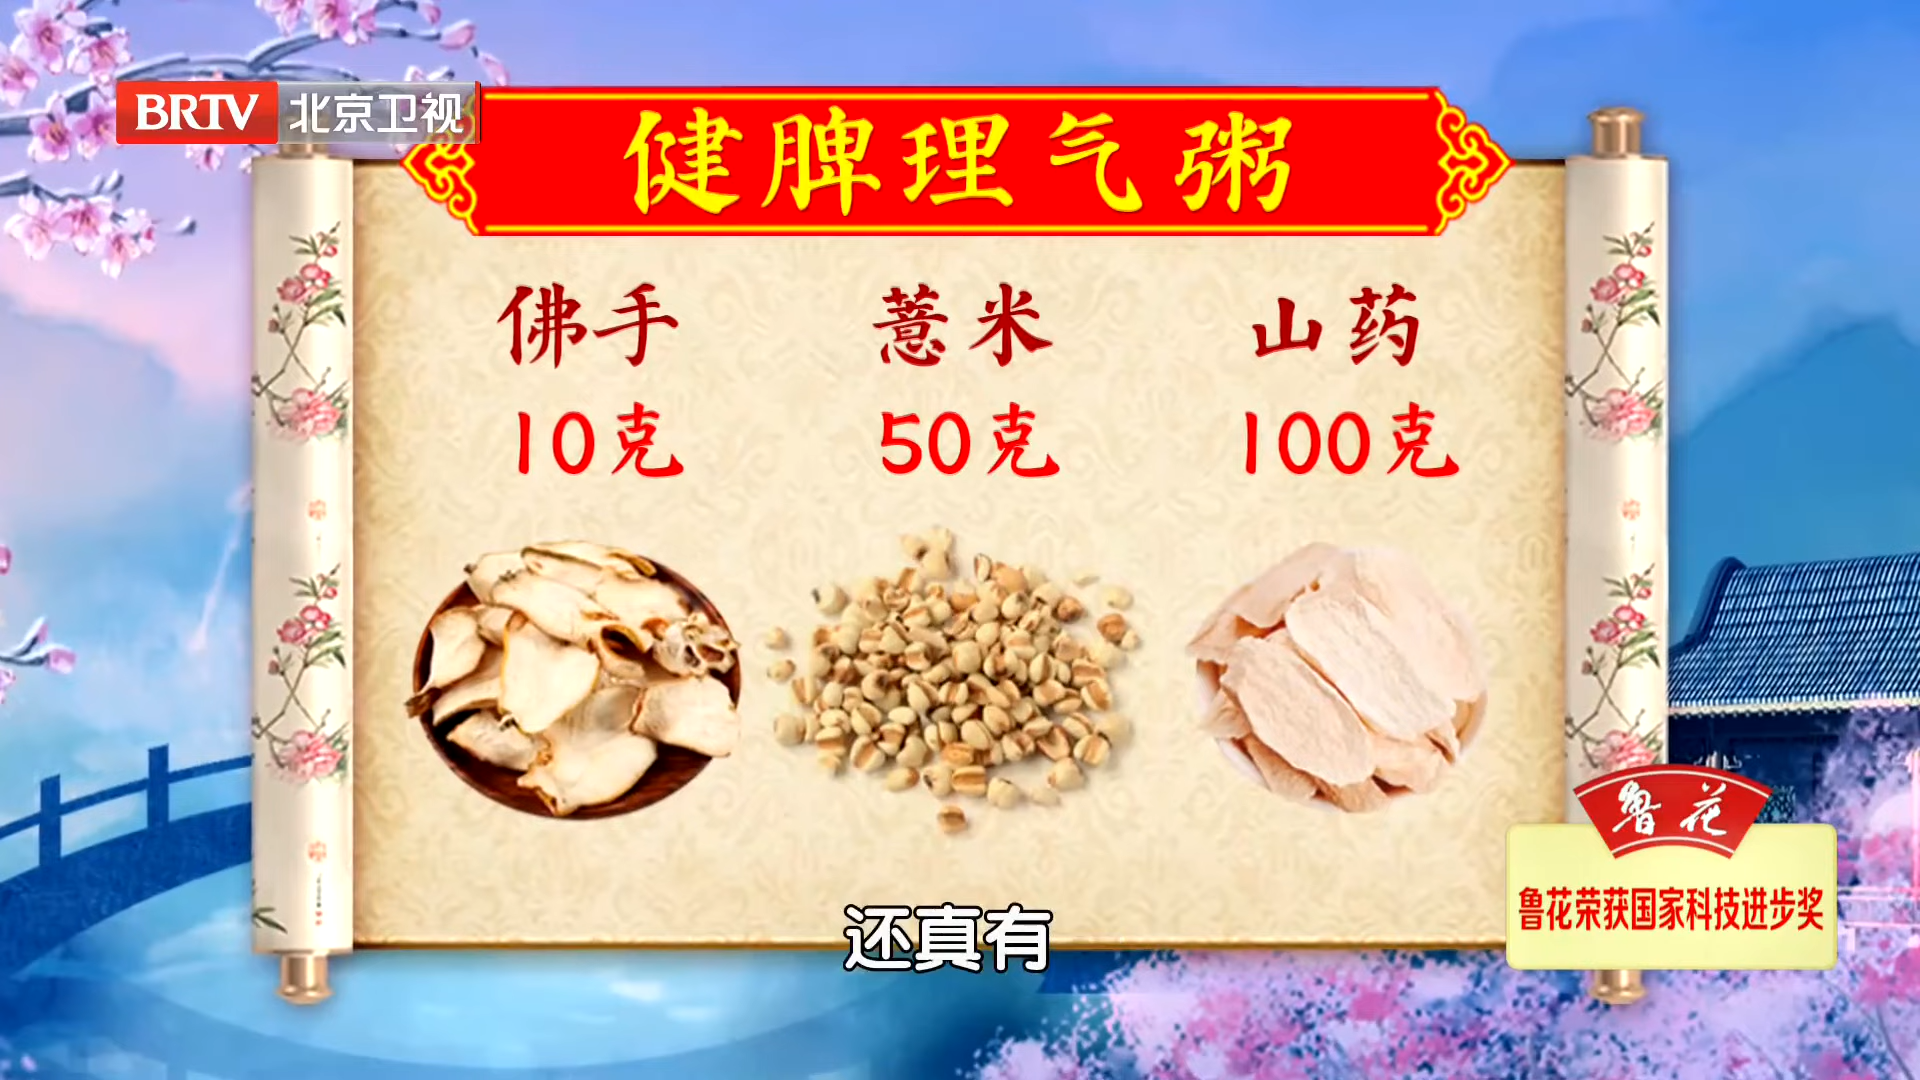 BRTV 北京卫视
健脾理气粥
佛手 薏米 山药
10克 50克 100克
鲁花
鲁花荣获国家科技进步奖
还真有